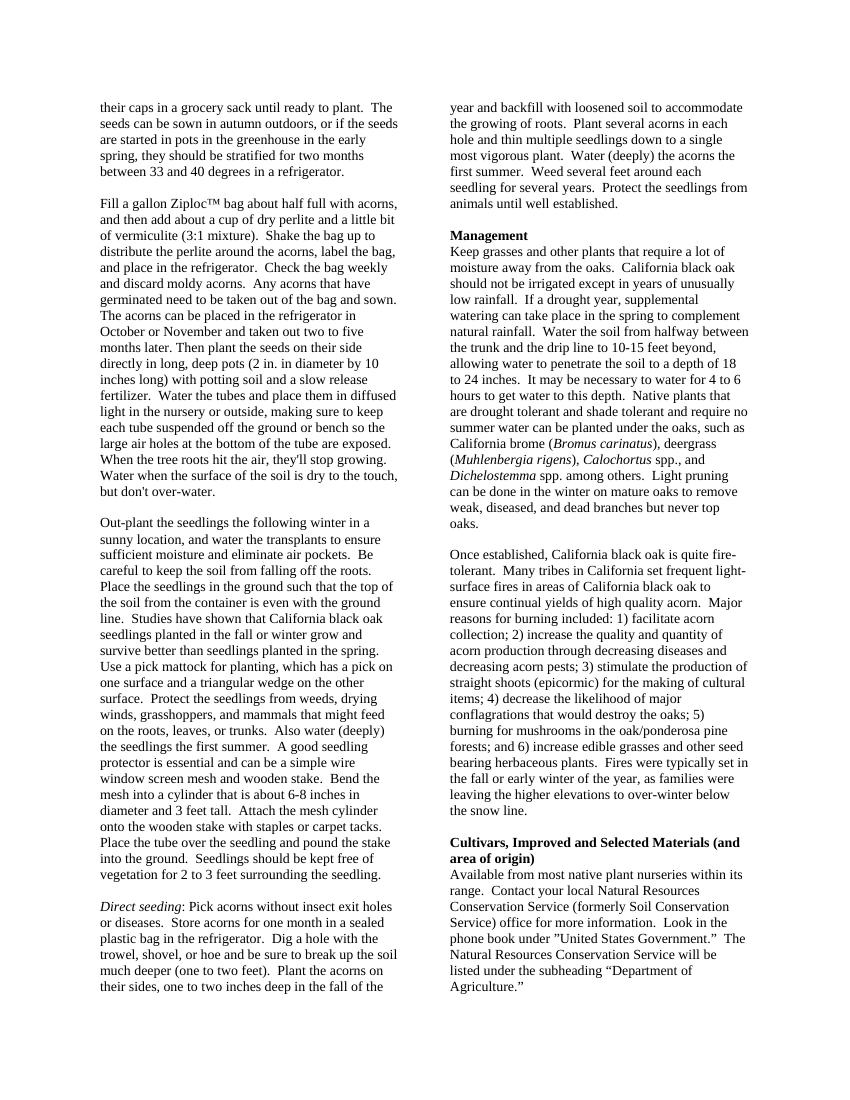 their caps in a grocery sack until ready to plant.  The
seeds can be sown in autumn outdoors, or if the seeds
are started in pots in the greenhouse in the early
spring, they should be stratified for two months
between 33 and 40 degrees in a refrigerator.

Fill a gallon Ziploc™ bag about half full with acorns,
and then add about a cup of dry perlite and a little bit
of vermiculite (3:1 mixture).  Shake the bag up to
distribute the perlite around the acorns, label the bag,
and place in the refrigerator.  Check the bag weekly
and discard moldy acorns.  Any acorns that have
germinated need to be taken out of the bag and sown.
The acorns can be placed in the refrigerator in
October or November and taken out two to five
months later. Then plant the seeds on their side
directly in long, deep pots (2 in. in diameter by 10
inches long) with potting soil and a slow release
fertilizer.  Water the tubes and place them in diffused
light in the nursery or outside, making sure to keep
each tube suspended off the ground or bench so the
large air holes at the bottom of the tube are exposed.
When the tree roots hit the air, they'll stop growing.
Water when the surface of the soil is dry to the touch,
but don't over-water.

Out-plant the seedlings the following winter in a
sunny location, and water the transplants to ensure
sufficient moisture and eliminate air pockets.  Be
careful to keep the soil from falling off the roots.
Place the seedlings in the ground such that the top of
the soil from the container is even with the ground
line.  Studies have shown that California black oak
seedlings planted in the fall or winter grow and
survive better than seedlings planted in the spring.
Use a pick mattock for planting, which has a pick on
one surface and a triangular wedge on the other
surface.  Protect the seedlings from weeds, drying
winds, grasshoppers, and mammals that might feed
on the roots, leaves, or trunks.  Also water (deeply)
the seedlings the first summer.  A good seedling
protector is essential and can be a simple wire
window screen mesh and wooden stake.  Bend the
mesh into a cylinder that is about 6-8 inches in
diameter and 3 feet tall.  Attach the mesh cylinder
onto the wooden stake with staples or carpet tacks.
Place the tube over the seedling and pound the stake
into the ground.  Seedlings should be kept free of
vegetation for 2 to 3 feet surrounding the seedling.

Direct seeding: Pick acorns without insect exit holes
or diseases.  Store acorns for one month in a sealed
plastic bag in the refrigerator.  Dig a hole with the
trowel, shovel, or hoe and be sure to break up the soil
much deeper (one to two feet).  Plant the acorns on
their sides, one to two inches deep in the fall of the
year and backfill with loosened soil to accommodate
the growing of roots.  Plant several acorns in each
hole and thin multiple seedlings down to a single
most vigorous plant.  Water (deeply) the acorns the
first summer.  Weed several feet around each
seedling for several years.  Protect the seedlings from
animals until well established.

Management
Keep grasses and other plants that require a lot of
moisture away from the oaks.  California black oak
should not be irrigated except in years of unusually
low rainfall.  If a drought year, supplemental
watering can take place in the spring to complement
natural rainfall.  Water the soil from halfway between
the trunk and the drip line to 10-15 feet beyond,
allowing water to penetrate the soil to a depth of 18
to 24 inches.  It may be necessary to water for 4 to 6
hours to get water to this depth.  Native plants that
are drought tolerant and shade tolerant and require no
summer water can be planted under the oaks, such as
California brome (Bromus carinatus), deergrass
(Muhlenbergia rigens), Calochortus spp., and
Dichelostemma spp. among others.  Light pruning
can be done in the winter on mature oaks to remove
weak, diseased, and dead branches but never top
oaks.

Once established, California black oak is quite fire-
tolerant.  Many tribes in California set frequent light-
surface fires in areas of California black oak to
ensure continual yields of high quality acorn.  Major
reasons for burning included: 1) facilitate acorn
collection; 2) increase the quality and quantity of
acorn production through decreasing diseases and
decreasing acorn pests; 3) stimulate the production of
straight shoots (epicormic) for the making of cultural
items; 4) decrease the likelihood of major
conflagrations that would destroy the oaks; 5)
burning for mushrooms in the oak/ponderosa pine
forests; and 6) increase edible grasses and other seed
bearing herbaceous plants.  Fires were typically set in
the fall or early winter of the year, as families were
leaving the higher elevations to over-winter below
the snow line.

Cultivars, Improved and Selected Materials (and
area of origin)
Available from most native plant nurseries within its
range.  Contact your local Natural Resources
Conservation Service (formerly Soil Conservation
Service) office for more information.  Look in the
phone book under ”United States Government.”  The
Natural Resources Conservation Service will be
listed under the subheading “Department of
Agriculture.”